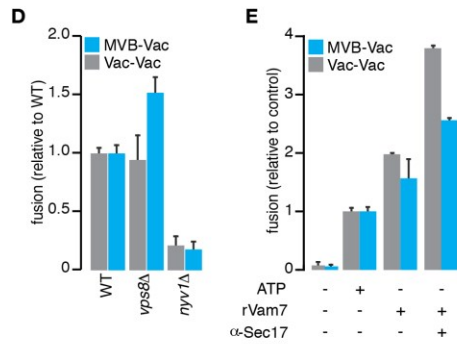 D
fusion (relative to WT)
2.0
1.5
1.0
0.5
0
MVB-Vac
Vac-Vac
WT
vps8Δ
nyv1Δ
E
fusion (relative to control)
4
3
2
1
0
MVB-Vac
Vac-Vac
ATP - + - -
rVam7 - - + +
α-Sec17 - - - +